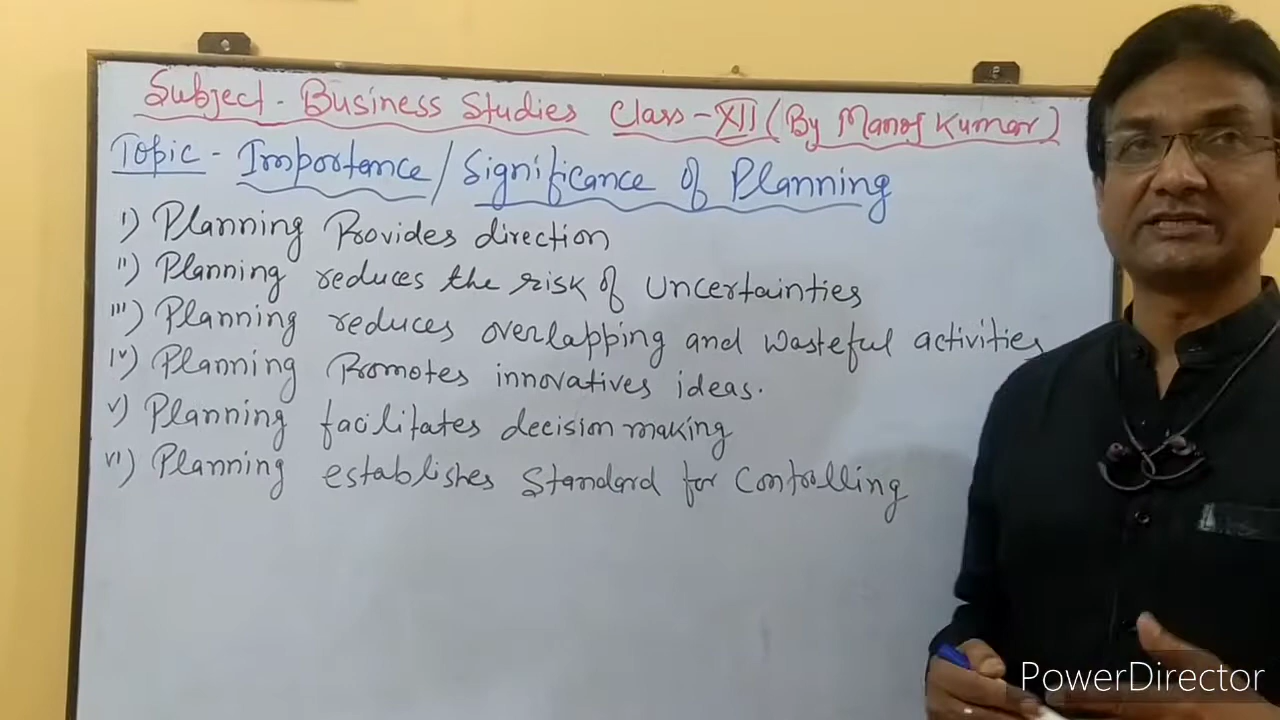 Subject - Business Studies Class - XII (By Manoj Kumar)
Topic - Importance/Significance of Planning
i) Planning Provides direction
ii) Planning reduces the risk of uncertainties
iii) Planning reduces overlapping and wasteful activities
iv) Planning Promotes innovatives ideas.
v) Planning facilitates decision making
vi) Planning establishes Standard for Controlling
PowerDirector